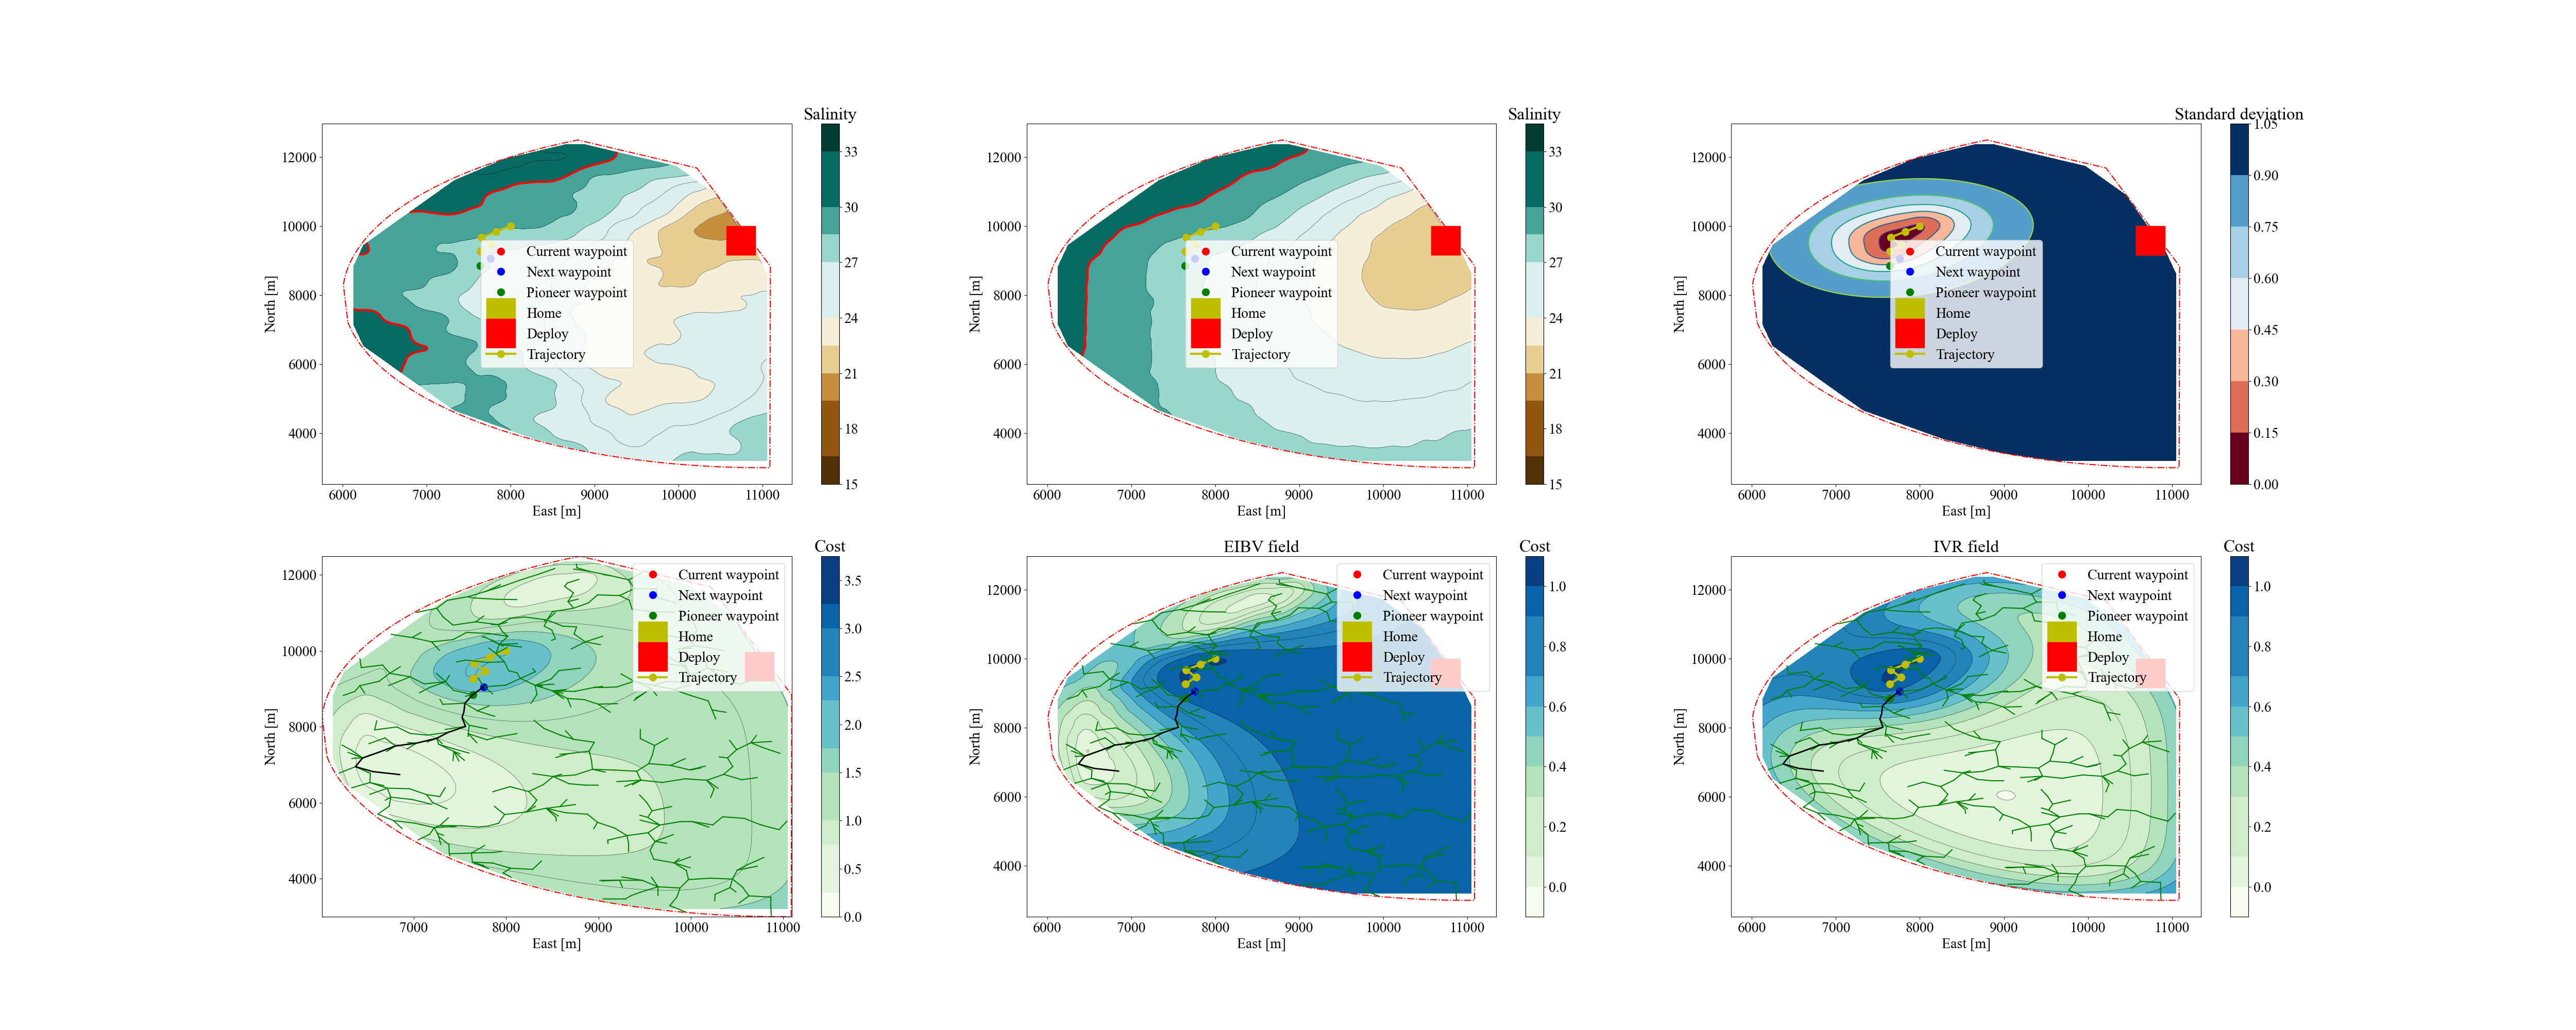 Salinity
12000
10000
8000
6000
4000
North [m]
6000 7000 8000 9000 10000 11000
East [m]
33
30
27
24
21
18
15
Current waypoint
Next waypoint
Pioneer waypoint
Home
Deploy
Trajectory
Salinity
12000
10000
8000
6000
4000
North [m]
6000 7000 8000 9000 10000 11000
East [m]
33
30
27
24
21
18
15
Current waypoint
Next waypoint
Pioneer waypoint
Home
Deploy
Trajectory
Standard deviation
12000
10000
8000
6000
4000
North [m]
6000 7000 8000 9000 10000 11000
East [m]
1.05
0.90
0.75
0.60
0.45
0.30
0.15
0.00
Current waypoint
Next waypoint
Pioneer waypoint
Home
Deploy
Trajectory
Cost
12000
10000
8000
6000
4000
North [m]
7000 8000 9000 10000 11000
East [m]
3.5
3.0
2.5
2.0
1.5
1.0
0.5
0.0
Current waypoint
Next waypoint
Pioneer waypoint
Home
Deploy
Trajectory
EIBV field
Cost
12000
10000
8000
6000
4000
North [m]
6000 7000 8000 9000 10000 11000
East [m]
1.0
0.8
0.6
0.4
0.2
0.0
Current waypoint
Next waypoint
Pioneer waypoint
Home
Deploy
Trajectory
IVR field
Cost
12000
10000
8000
6000
4000
North [m]
6000 7000 8000 9000 10000 11000
East [m]
1.0
0.8
0.6
0.4
0.2
0.0
Current waypoint
Next waypoint
Pioneer waypoint
Home
Deploy
Trajectory